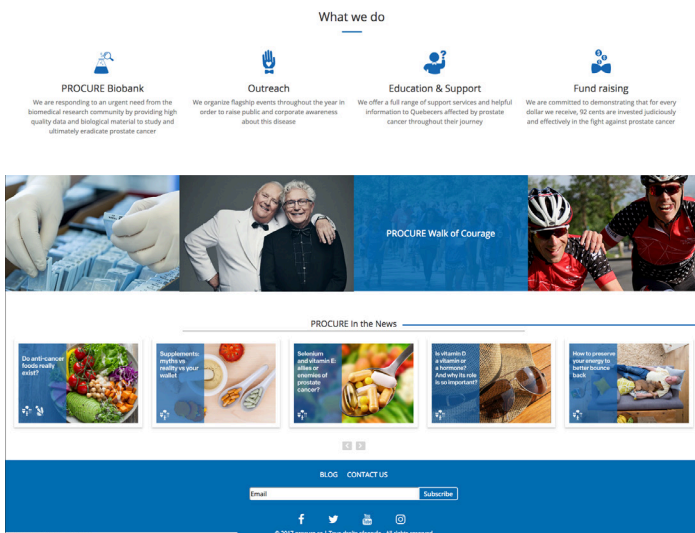 What we do
PROCURE Biobank
We are responding to an urgent need from the
biomedical research community by providing high
quality data and biological material to study and
ultimately eradicate prostate cancer
Outreach
We organize flagship events throughout the year in
order to raise public and corporate awareness
about this disease
Education & Support
We offer a full range of support services and helpful
information to Quebecers affected by prostate
cancer throughout their journey
Fund raising
We are committed to demonstrating that for every
dollar we receive, 92 cents are invested judiciously
and effectively in the fight against prostate cancer
PROCURE Walk of Courage
PROCURE In the News
Do anti-cancer
foods really
exist?
Supplements:
myths vs
reality vs your
wallet
Selenium
and vitamin E:
allies or
enemies of
prostate
cancer?
Is vitamin D
a vitamin or
a hormone?
And why its role
is so important?
How to preserve
your energy to
better bounce
back
BLOG CONTACT US
Email
Subscribe